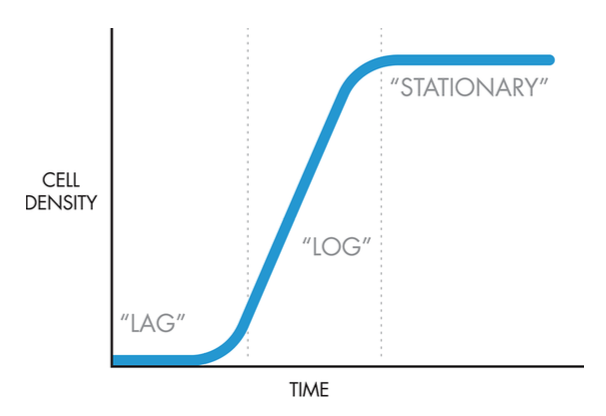 "STATIONARY"
CELL
DENSITY
"LOG"
"LAG"
TIME